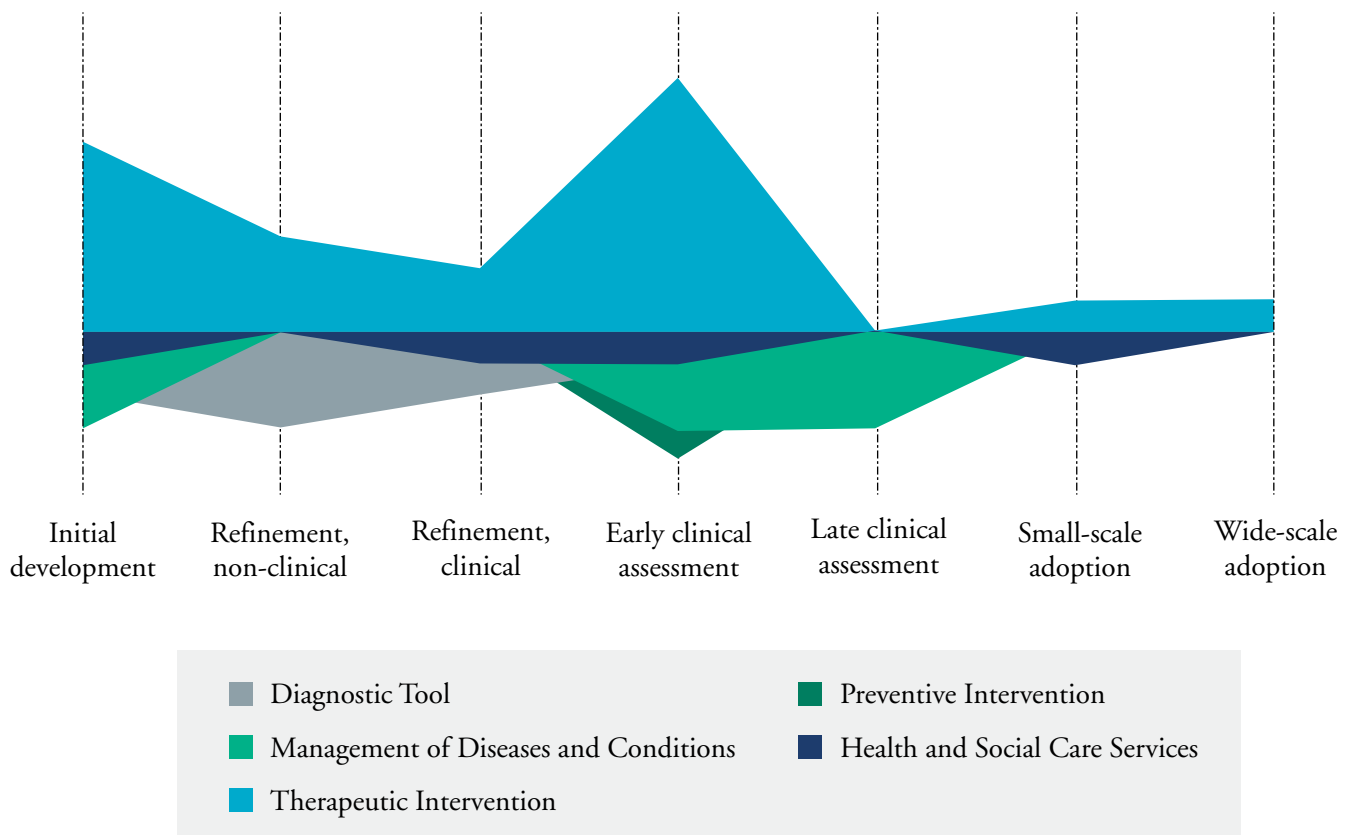 Initial
development
Refinement,
non-clinical
Refinement,
clinical
Early clinical
assessment
Late clinical
assessment
Small-scale
adoption
Wide-scale
adoption
Diagnostic Tool
Management of Diseases and Conditions
Therapeutic Intervention
Preventive Intervention
Health and Social Care Services